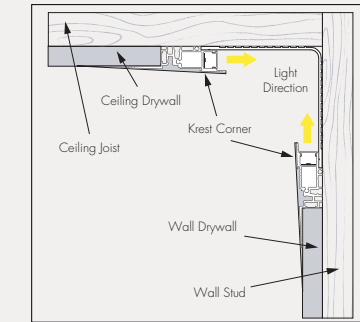 Light
Direction
Ceiling Drywall
Krest Corner
Ceiling Joist
Wall Drywall
Wall Stud